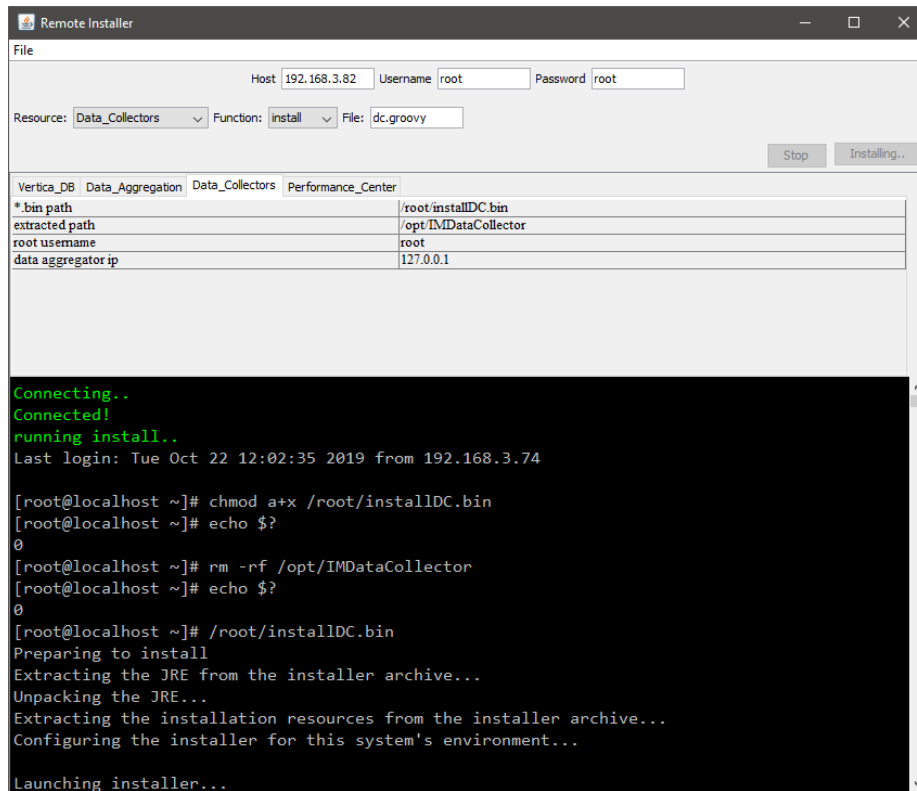 Remote Installer
File
Host 192.168.3.82 Username root Password root
Resource: Data_Collectors Function: install File: dc.groovy
Stop Installing..
Vertica_DB Data_Aggregation Data_Collectors Performance_Center
*.bin path /root/installDC.bin
extracted path /opt/IMDataCollector
root username root
data aggregator ip 127.0.0.1
Connecting..
Connected!
running install..
Last login: Tue Oct 22 12:02:35 2019 from 192.168.3.74
[root@localhost ~]# chmod a+x /root/installDC.bin
[root@localhost ~]# echo $?
0
[root@localhost ~]# rm -rf /opt/IMDataCollector
[root@localhost ~]# echo $?
0
[root@localhost ~]# /root/installDC.bin
Preparing to install
Extracting the JRE from the installer archive...
Unpacking the JRE...
Extracting the installation resources from the installer archive...
Configuring the installer for this system's environment...
Launching installer...